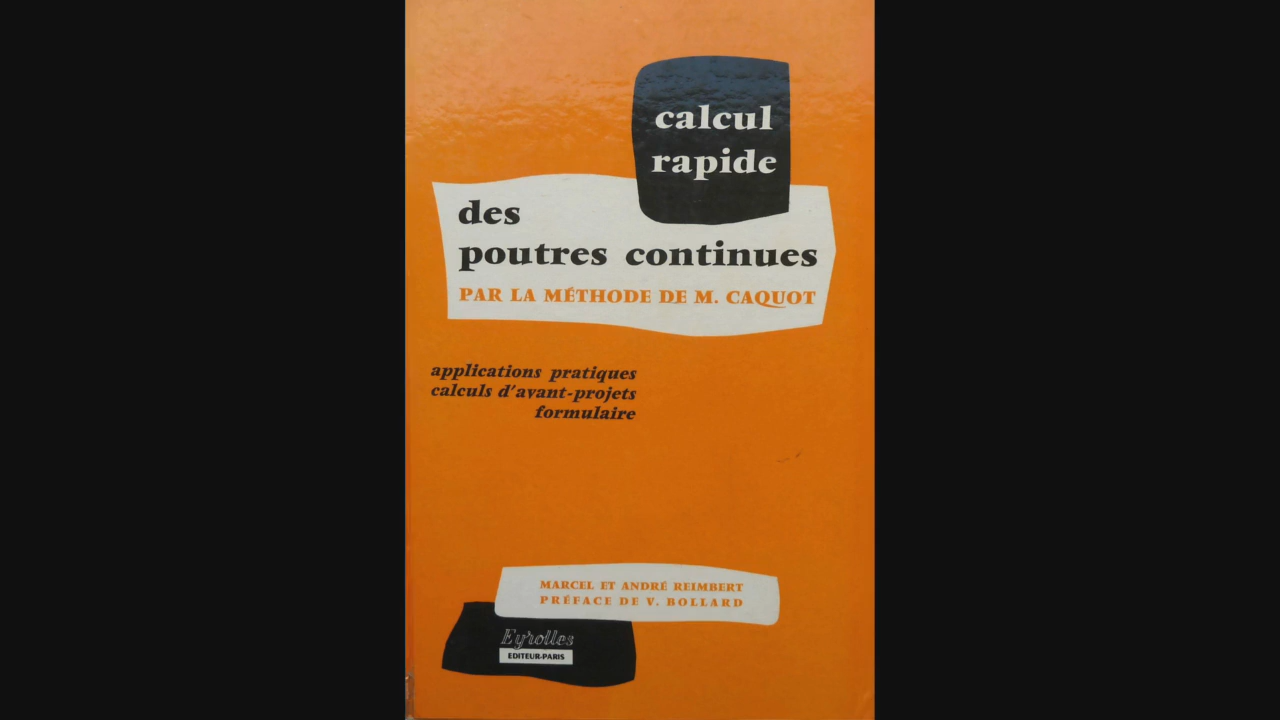 calcul
rapide
des
poutres continues
PAR LA MÉTHODE DE M. CAQUOT
applications pratiques
calculs d'avant-projets
formulaire
MARCEL ET ANDRÉ REIMBERT
PRÉFACE DE V. BOLLARD
Eyrolles
EDITEUR-PARIS